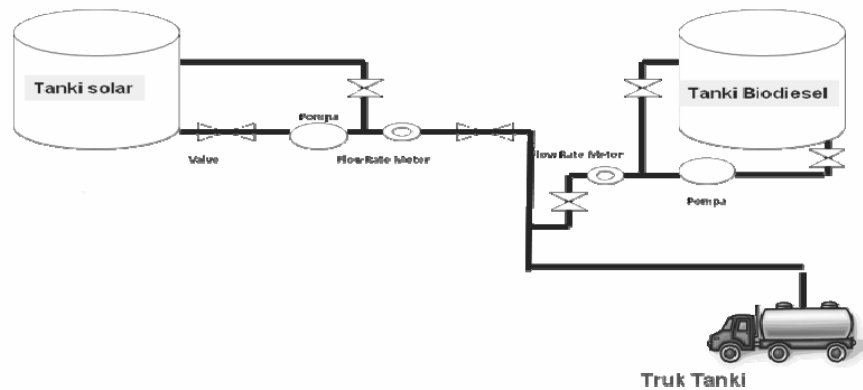 Tanki solar
Tanki Biodiesel
Pompa
Valve
Flow Rate Meter
Flow Rate Meter
Pompa
Truk Tanki